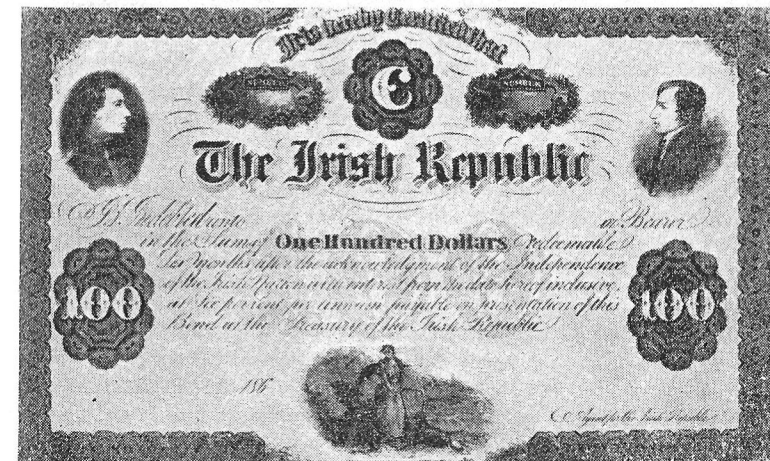 It is hereby Certified that
NUMBER
C
NUMBER
The Irish Republic
Is Indebted unto or Bearer
in the Sum of One Hundred Dollars Redeemable
Six months after the acknowledgment of the Independence
of the Irish Nation with interest from the date hereof inclusive
at Six per cent per annum payable on presentation of this
Bond at the Treasury of the Irish Republic
100
100
186
Agent for the Irish Republic